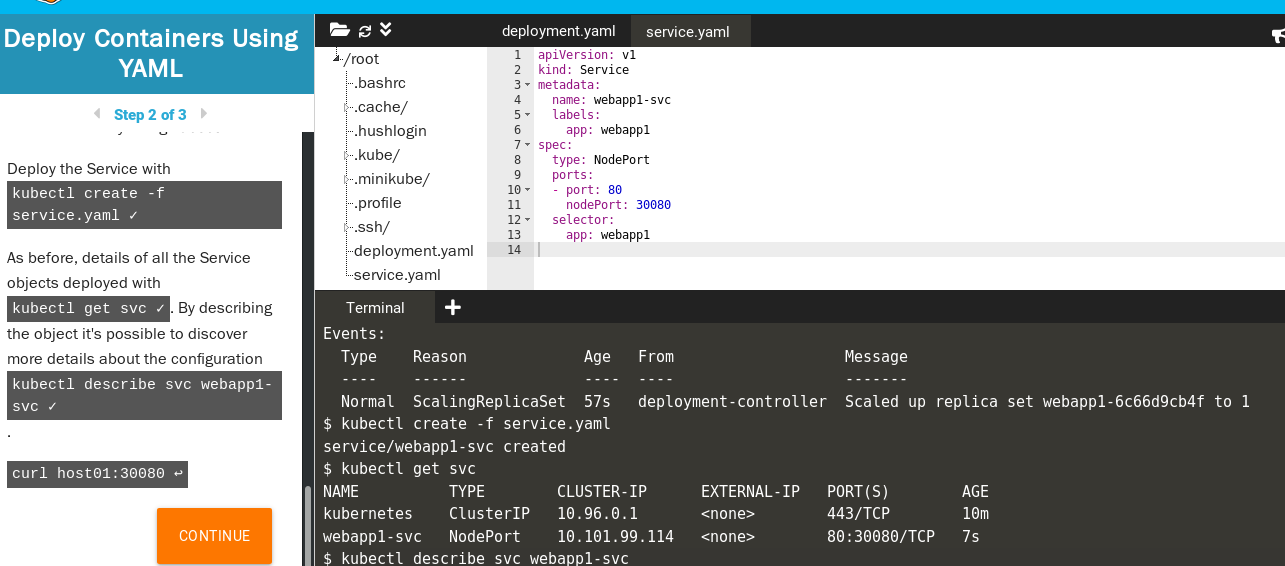 Deploy Containers Using
YAML
Step 2 of 3
Deploy the Service with
kubectl create -f
service.yaml ✓
As before, details of all the Service
objects deployed with
kubectl get svc ✓ . By describing
the object it's possible to discover
more details about the configuration
kubectl describe svc webapp1-
svc ✓
.
curl host01:30080 ↩
CONTINUE
/root
.bashrc
.cache/
.hushlogin
.kube/
.minikube/
.profile
.ssh/
deployment.yaml
service.yaml
deployment.yaml service.yaml
1 apiVersion: v1
2 kind: Service
3 metadata:
4   name: webapp1-svc
5   labels:
6     app: webapp1
7 spec:
8   type: NodePort
9   ports:
10   - port: 80
11     nodePort: 30080
12   selector:
13     app: webapp1
14
Terminal
Events:
  Type    Reason             Age   From                   Message
  ----    ------             ----  ----                   -------
  Normal  ScalingReplicaSet  57s   deployment-controller  Scaled up replica set webapp1-6c66d9cb4f to 1
$ kubectl create -f service.yaml
service/webapp1-svc created
$ kubectl get svc
NAME          TYPE        CLUSTER-IP      EXTERNAL-IP   PORT(S)        AGE
kubernetes    ClusterIP   10.96.0.1       <none>        443/TCP        10m
webapp1-svc   NodePort    10.101.99.114   <none>        80:30080/TCP   7s
$ kubectl describe svc webapp1-svc